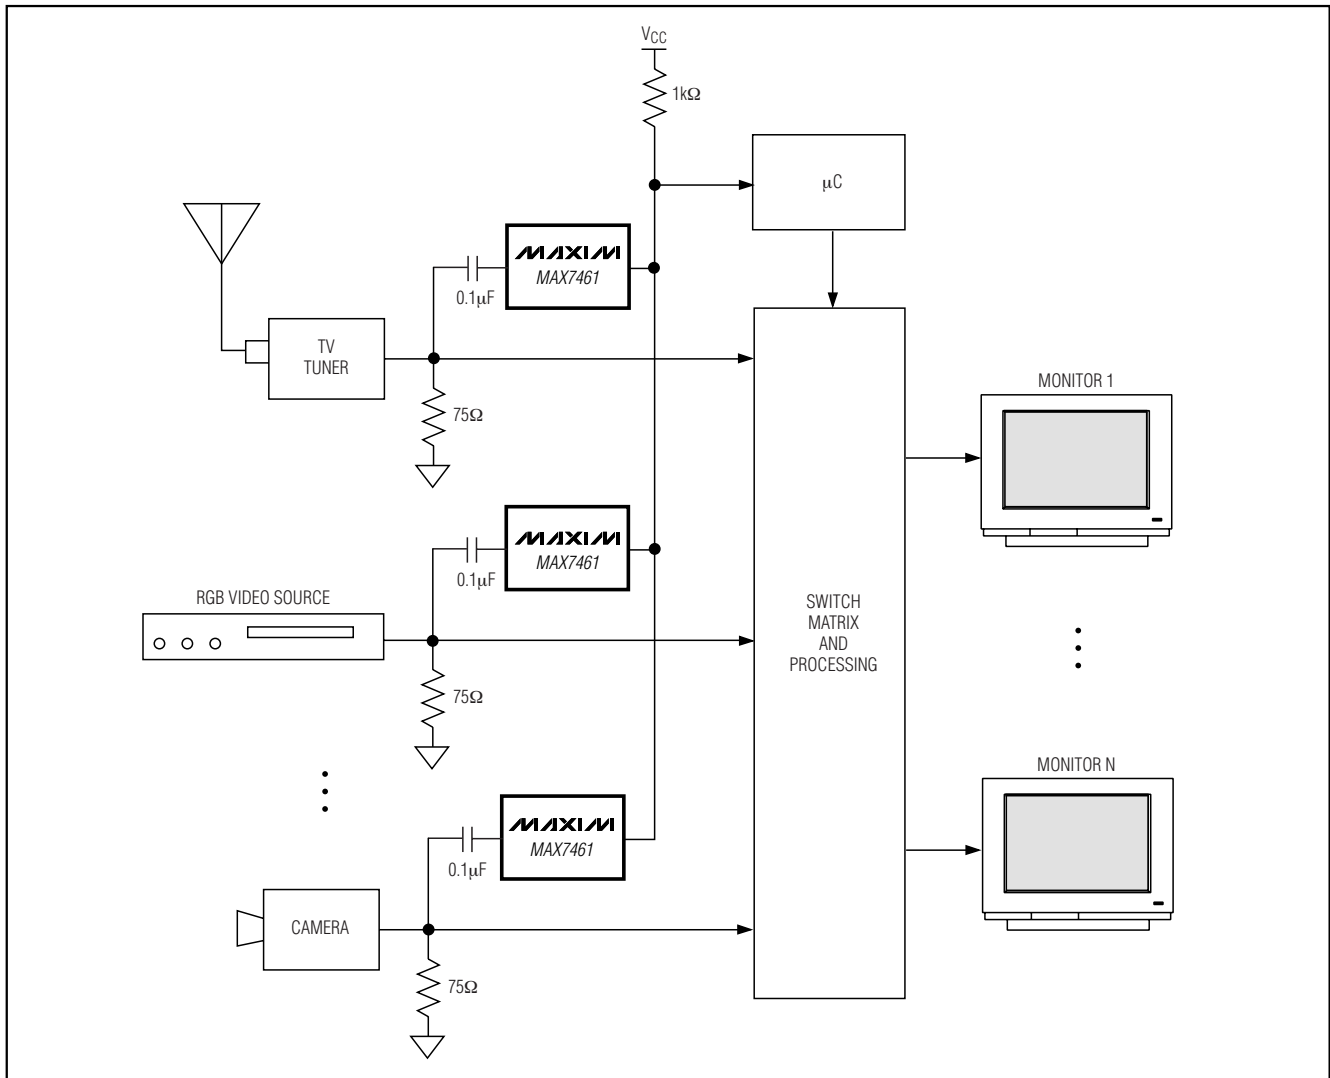 VCC
1kΩ
μC
MAXIM
MAX7461
0.1μF
TV
TUNER
75Ω
MONITOR 1
MAXIM
MAX7461
0.1μF
RGB VIDEO SOURCE
75Ω
SWITCH
MATRIX
AND
PROCESSING
MONITOR N
MAXIM
MAX7461
0.1μF
CAMERA
75Ω